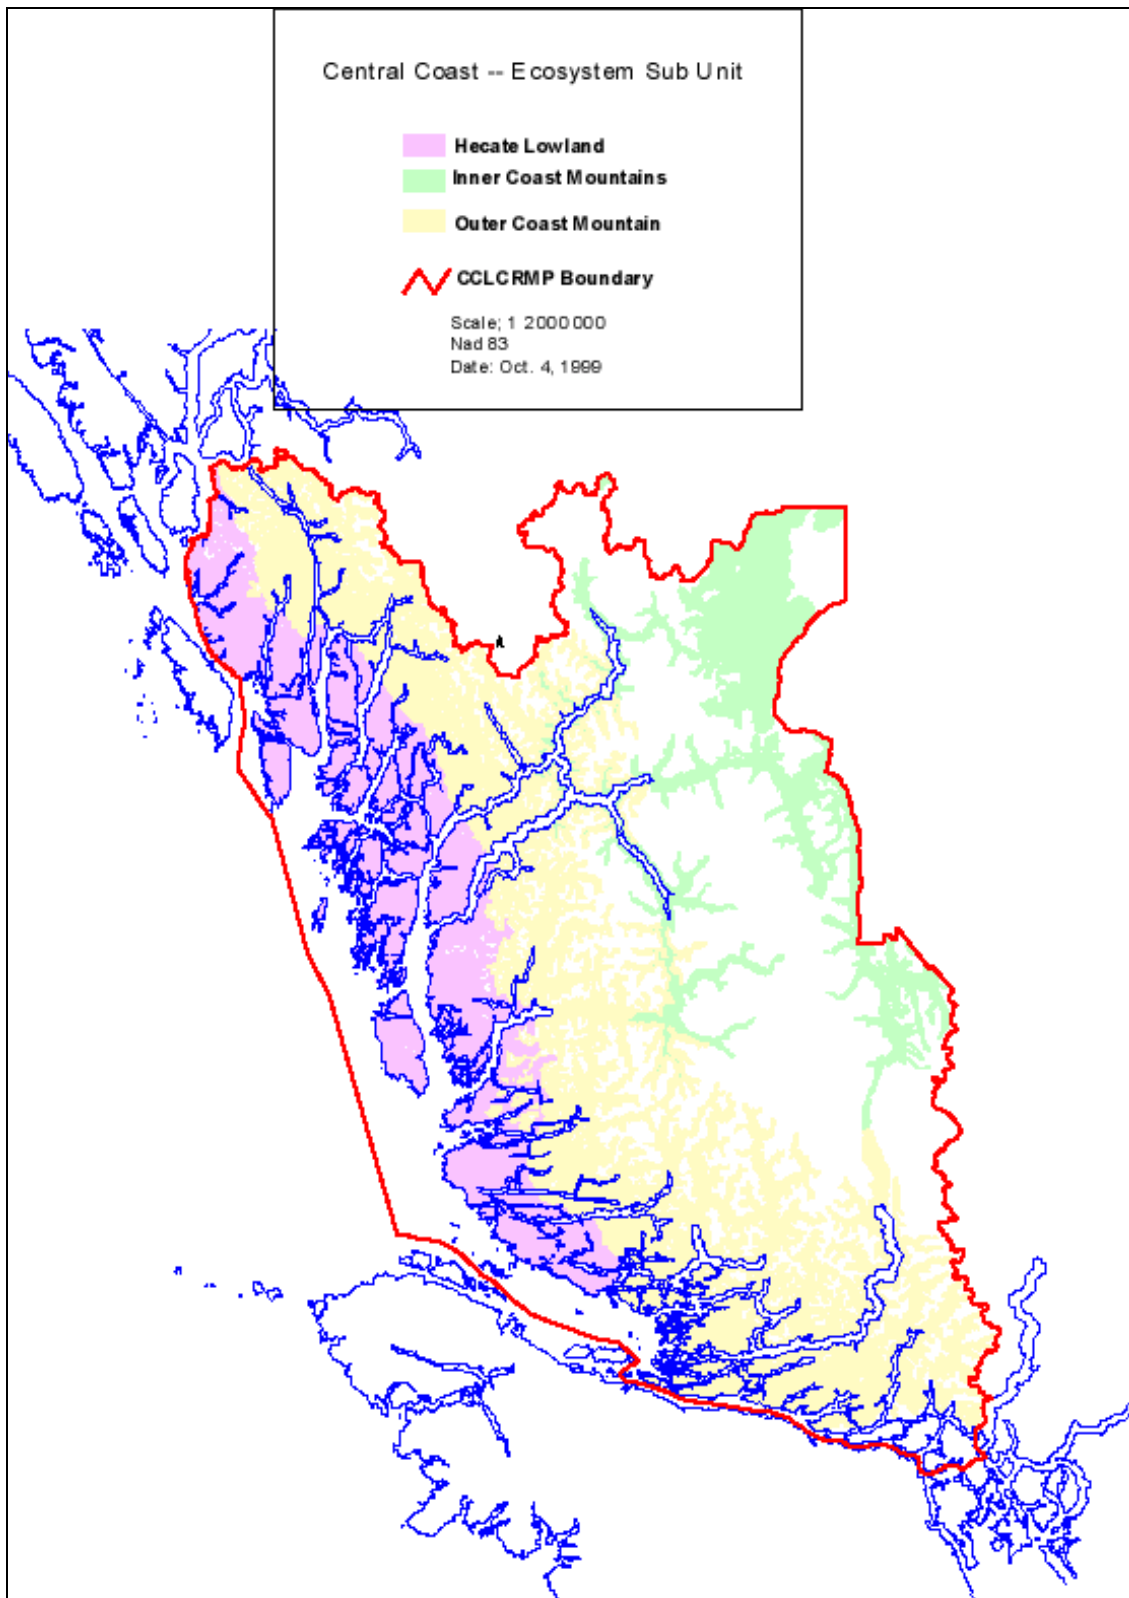 Central Coast -- Ecosystem Sub Unit
Hecate Lowland
Inner Coast Mountains
Outer Coast Mountain
CCLCRMP Boundary
Scale; 1 2000000
Nad 83
Date: Oct. 4, 1999